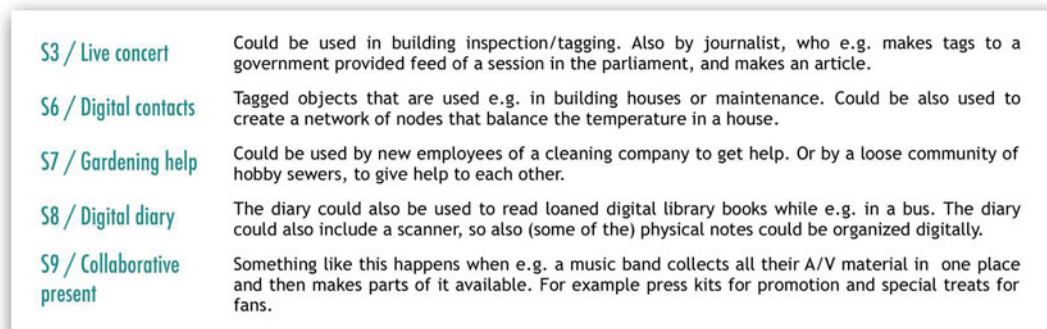 S3 / Live concert
Could be used in building inspection/tagging. Also by journalist, who e.g. makes tags to a
government provided feed of a session in the parliament, and makes an article.
S6 / Digital contacts
Tagged objects that are used e.g. in building houses or maintenance. Could be also used to
create a network of nodes that balance the temperature in a house.
S7 / Gardening help
Could be used by new employees of a cleaning company to get help. Or by a loose community of
hobby sewers, to give help to each other.
S8 / Digital diary
The diary could also be used to read loaned digital library books while e.g. in a bus. The diary
could also include a scanner, so also (some of the) physical notes could be organized digitally.
S9 / Collaborative
present
Something like this happens when e.g. a music band collects all their A/V material in one place
and then makes parts of it available. For example press kits for promotion and special treats for
fans.